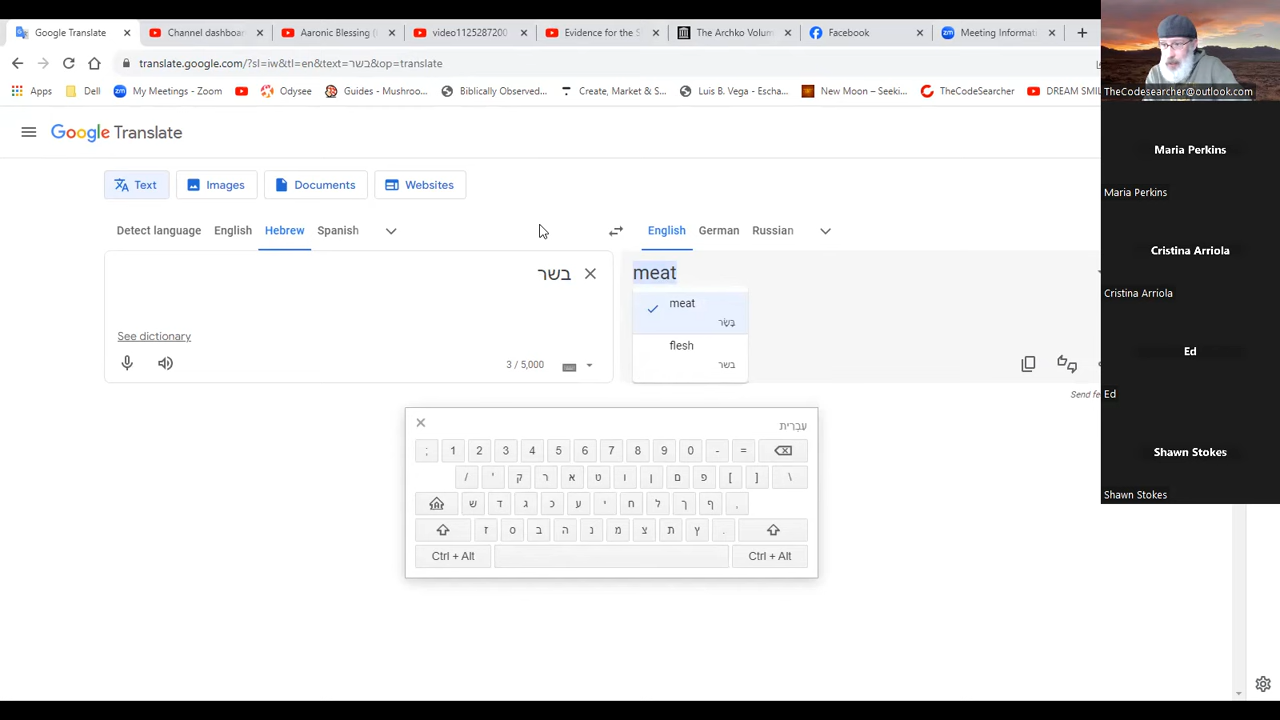 Google Translate
Channel dashboar
Aaronic Blessing (
video1125287200
Evidence for the S
The Archko Volum
Facebook
Meeting Informati
translate.google.com/?sl=iw&tl=en&text=בשר&op=translate
Apps
Dell
My Meetings - Zoom
Odysee
Guides - Mushroo...
Biblically Observed...
Create, Market & S...
Luis B. Vega - Escha...
New Moon – Seeki...
TheCodeSearcher
DREAM SMIL
TheCodesearcher@outlook.com
Google Translate
Maria Perkins
Maria Perkins
Text
Images
Documents
Websites
Detect language
English
Hebrew
Spanish
English
German
Russian
Cristina Arriola
Cristina Arriola
בשר
meat
meat
בָּשָׂר
flesh
בשר
See dictionary
3 / 5,000
Send fe
Ed
Ed
עִבְרִית
; 1 2 3 4 5 6 7 8 9 0 - =
/ ' ק ר א ט ו ן ם פ [ ] \
ש ד ג כ ע י ח ל ך ף ,
ז ס ב ה נ מ צ ת ץ .
Ctrl + Alt
Ctrl + Alt
Shawn Stokes
Shawn Stokes